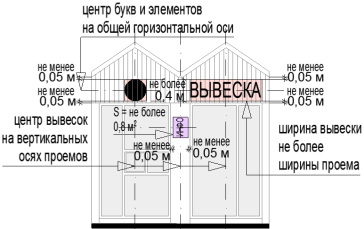 центр букв и элементов
на общей горизонтальной оси
не менее
0,05 м
не менее
0,05 м
не более
0,4 м
ВЫВЕСКА
не менее
0,05 м
не менее
0,05 м
S = не более
0,8 м²
центр вывесок
на вертикальных
осях проемов
не менее
0,05 м
не менее
0,05 м
ширина вывески
не более
ширины проема